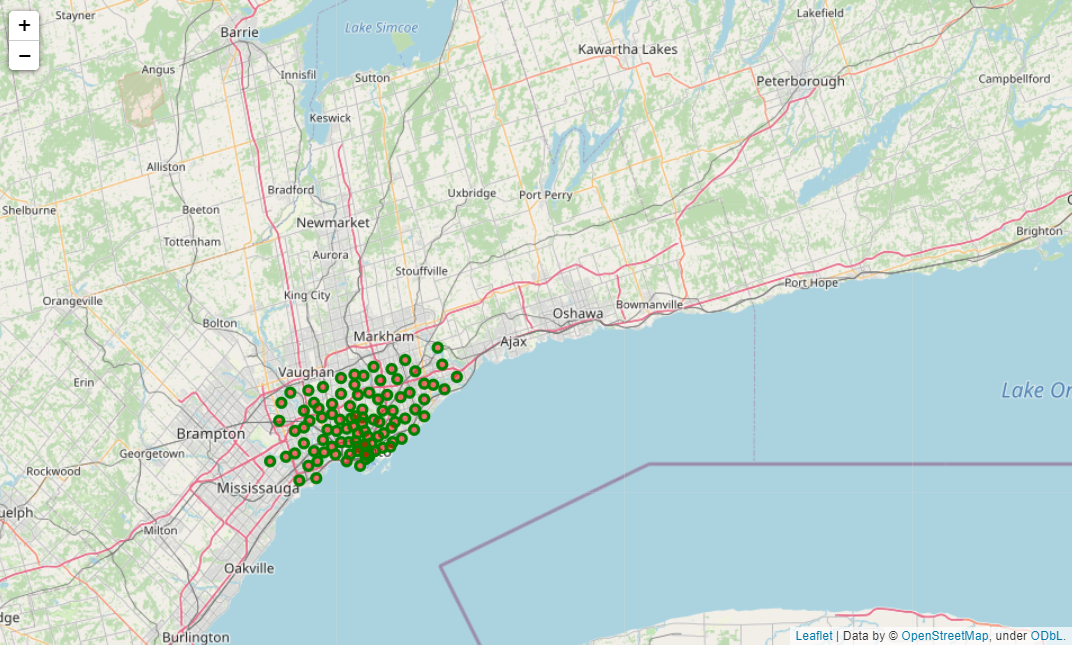 Stayner
Lakefield
+
Barrie
Lake Simcoe
Kawartha Lakes
−
Angus
Innisfil
Sutton
Peterborough
Campbellford
Keswick
Alliston
Bradford
Uxbridge
Port Perry
Shelburne
Beeton
Newmarket
Tottenham
Brighton
Aurora
Stouffville
King City
Port Hope
Orangeville
Bowmanville
Oshawa
Bolton
Markham
Ajax
Vaughan
Erin
Lake On
Brampton
Georgetown
Rockwood
Mississauga
uelph
Milton
Oakville
dge
Burlington
Leaflet | Data by © OpenStreetMap, under ODbL.